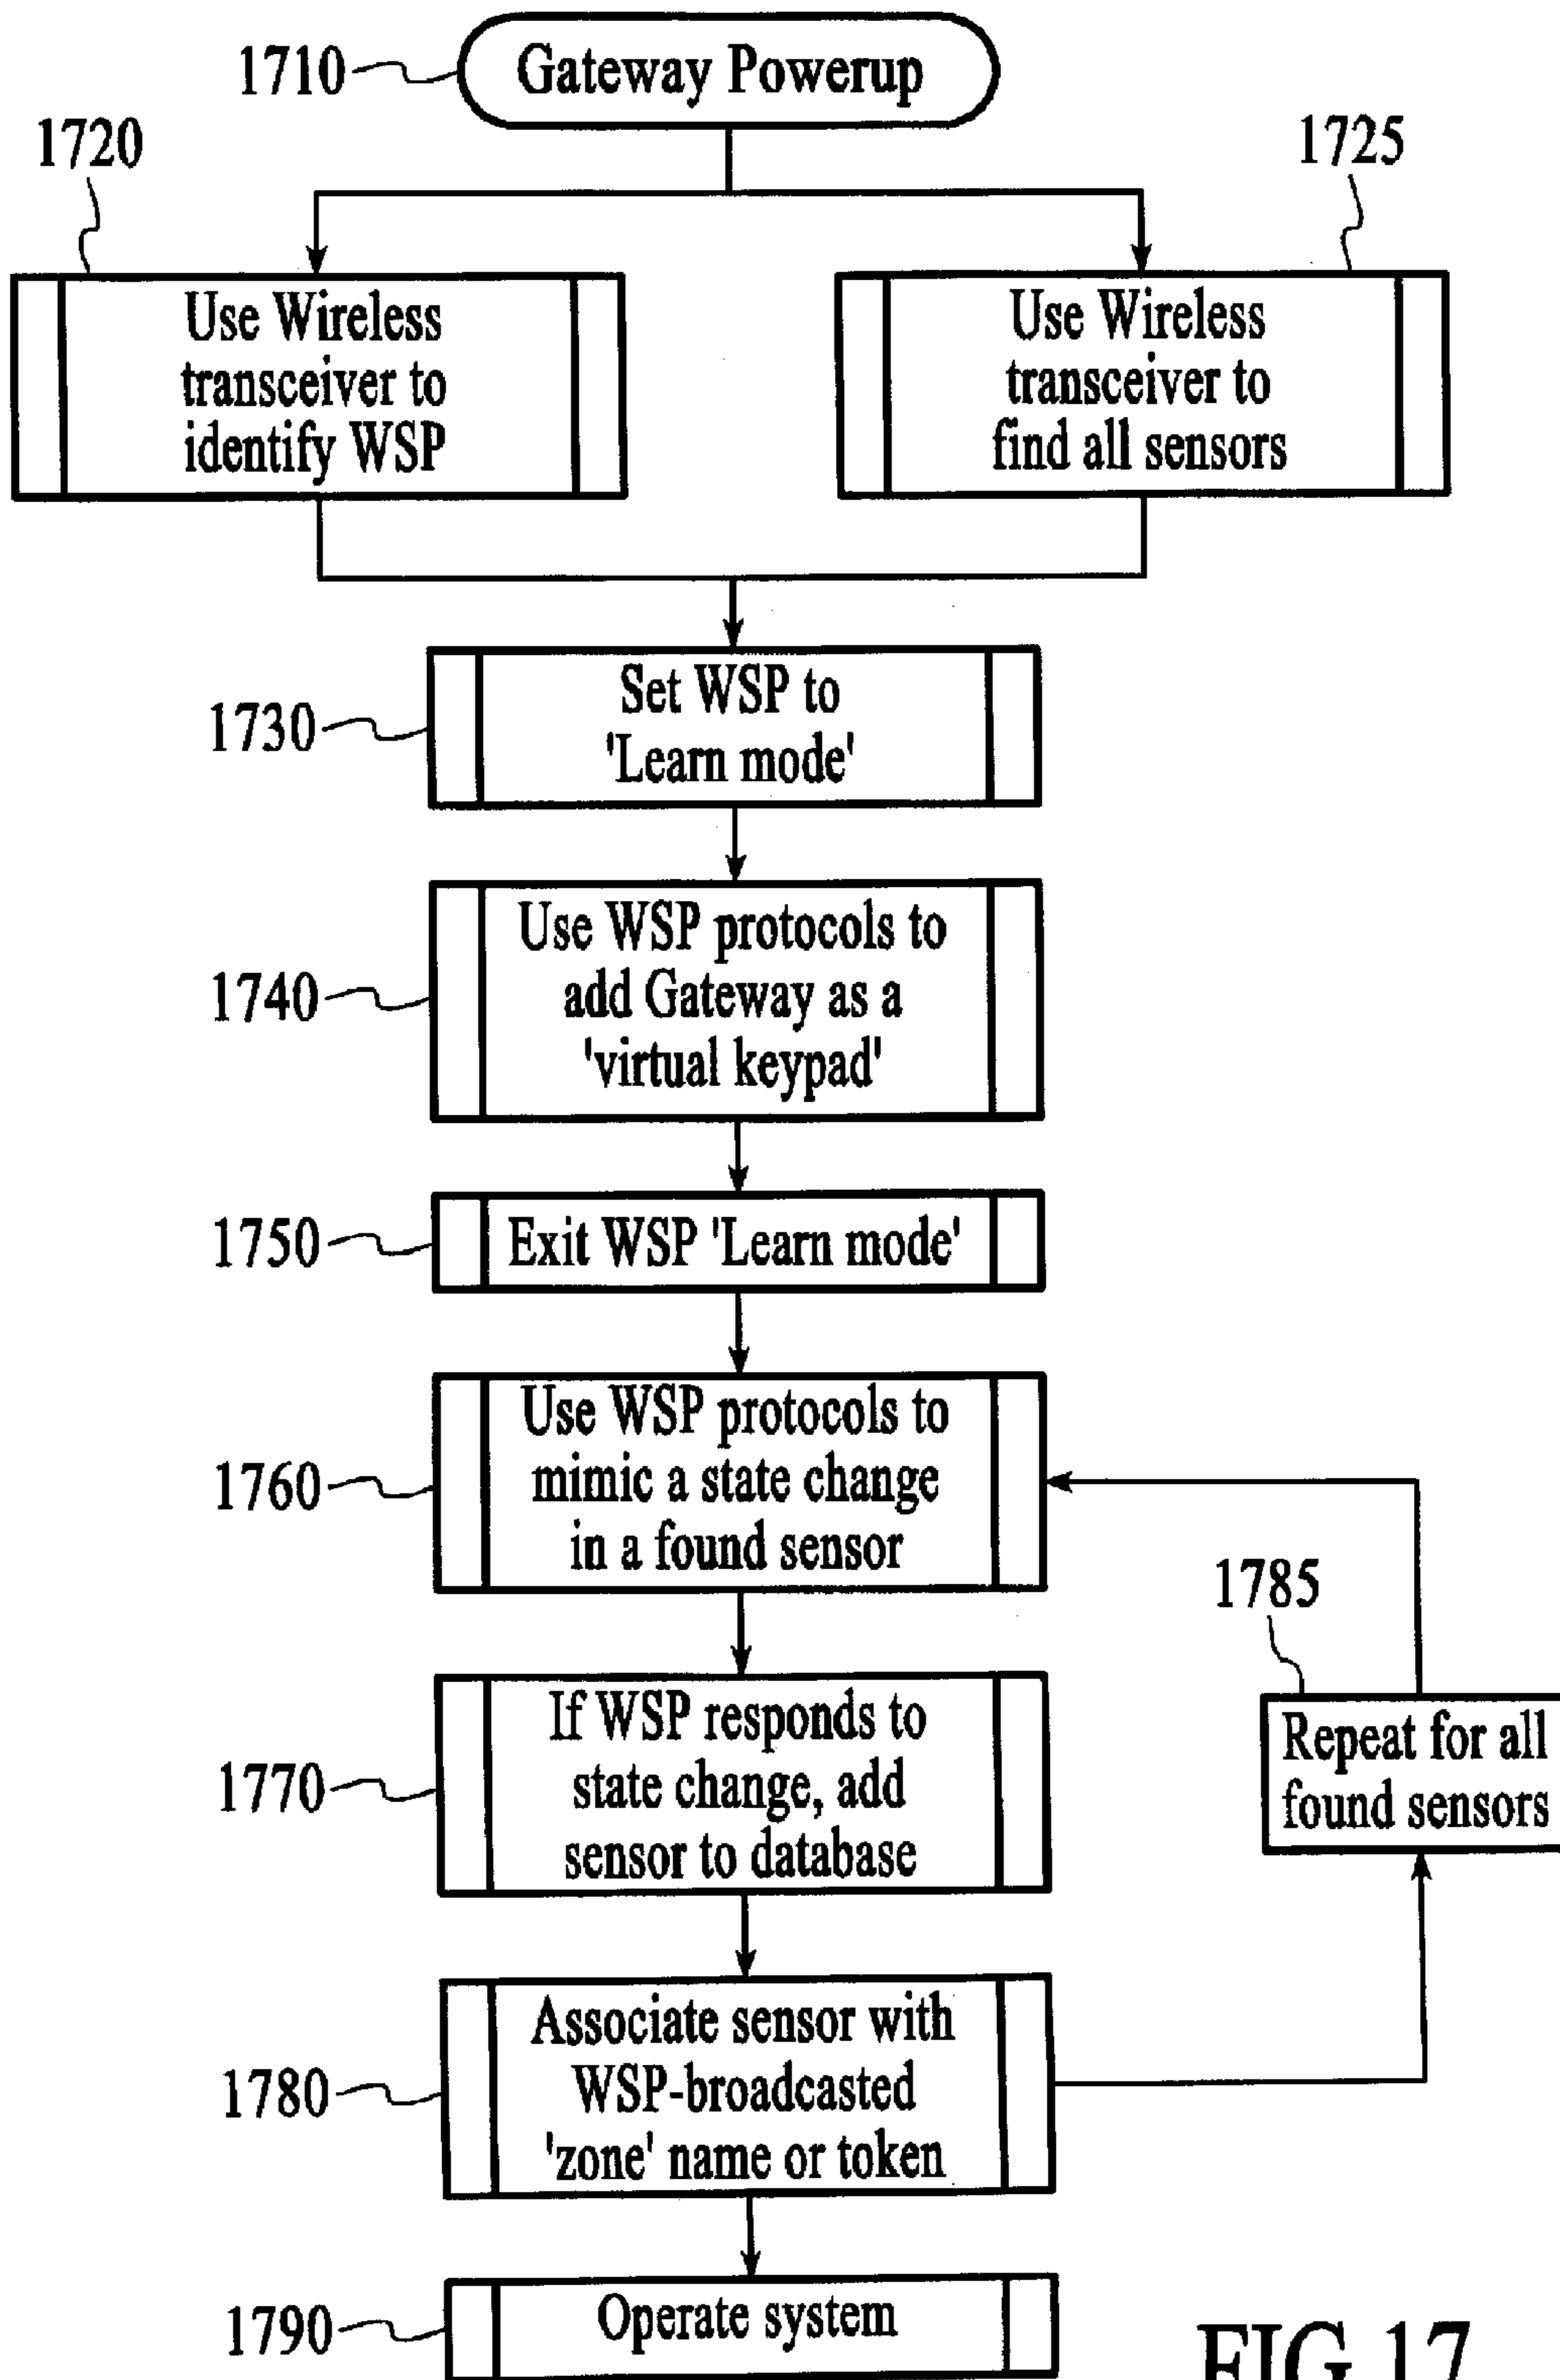 1710
Gateway Powerup
1720
1725
Use Wireless
transceiver to
identify WSP
Use Wireless
transceiver to
find all sensors
1730
Set WSP to
'Learn mode'
1740
Use WSP protocols to
add Gateway as a
'virtual keypad'
1750
Exit WSP 'Learn mode'
1760
Use WSP protocols to
mimic a state change
in a found sensor
1785
Repeat for all
found sensors
1770
If WSP responds to
state change, add
sensor to database
1780
Associate sensor with
WSP-broadcasted
'zone' name or token
1790
Operate system
FIG.17